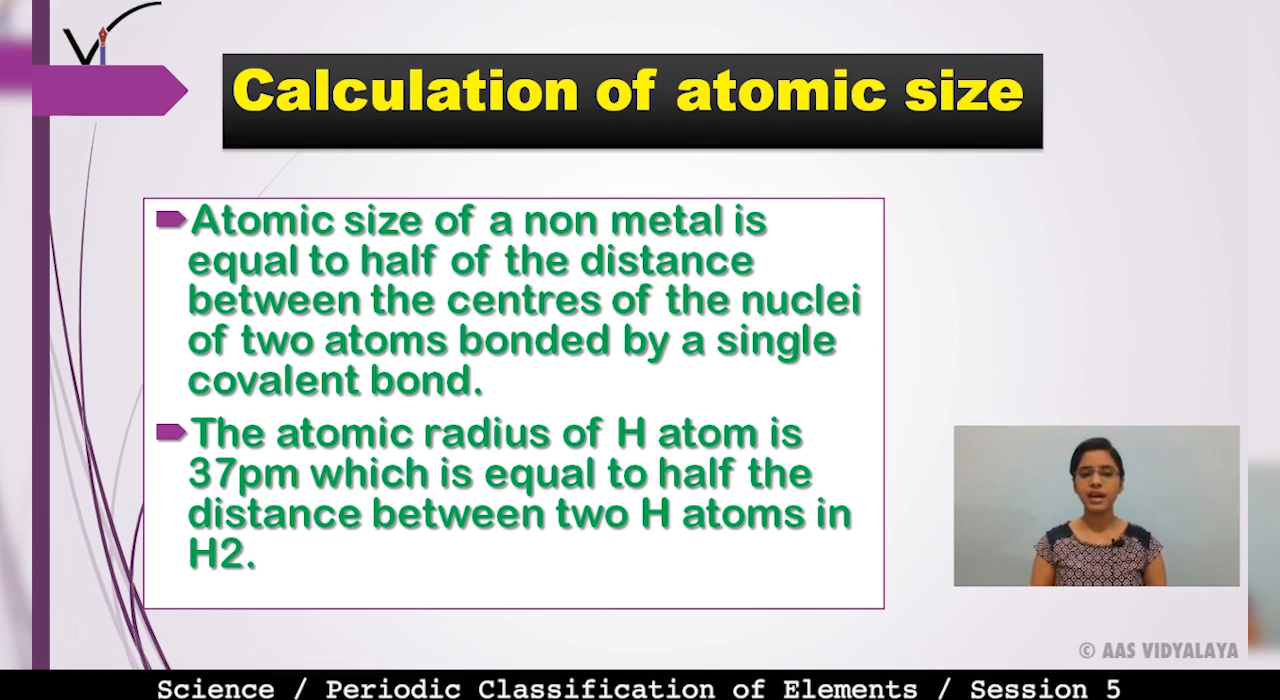 Calculation of atomic size
Atomic size of a non metal is
equal to half of the distance
between the centres of the nuclei
of two atoms bonded by a single
covalent bond.
The atomic radius of H atom is
37pm which is equal to half the
distance between two H atoms in
H2.
© AAS VIDYALAYA
Science / Periodic Classification of Elements / Session 5